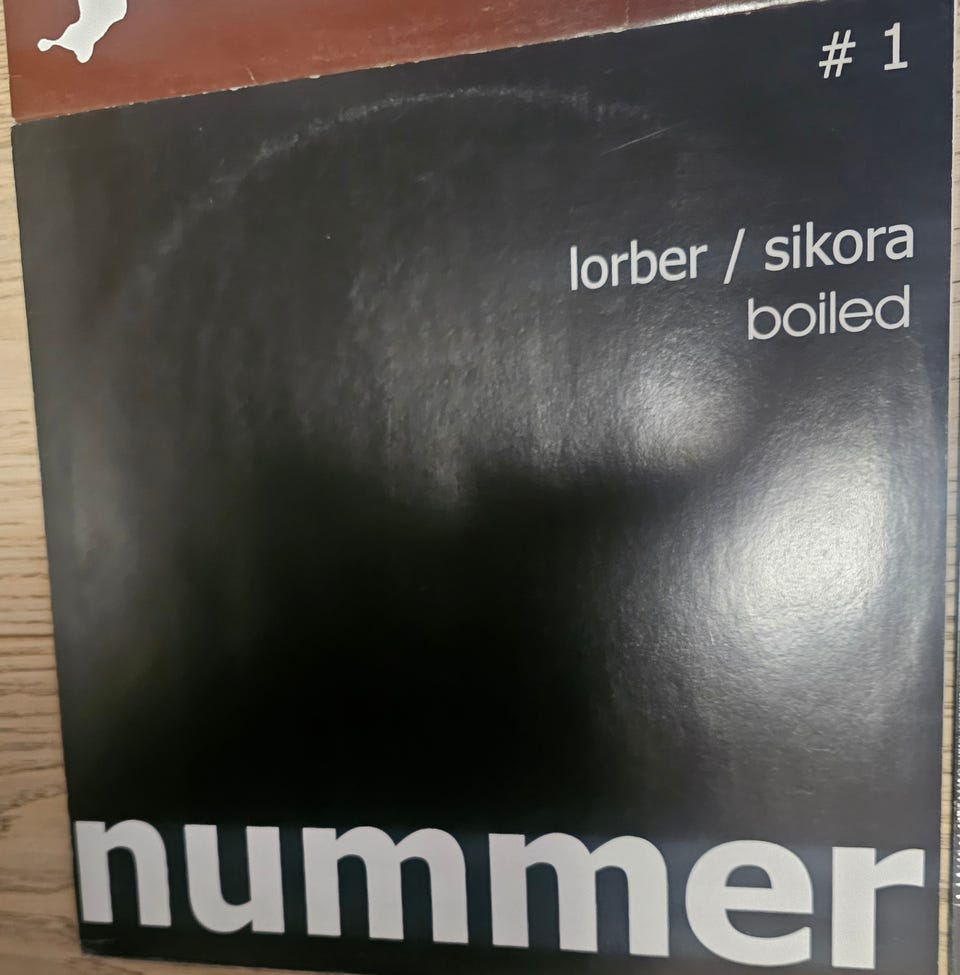 # 1
lorber / sikora
boiled
nummer